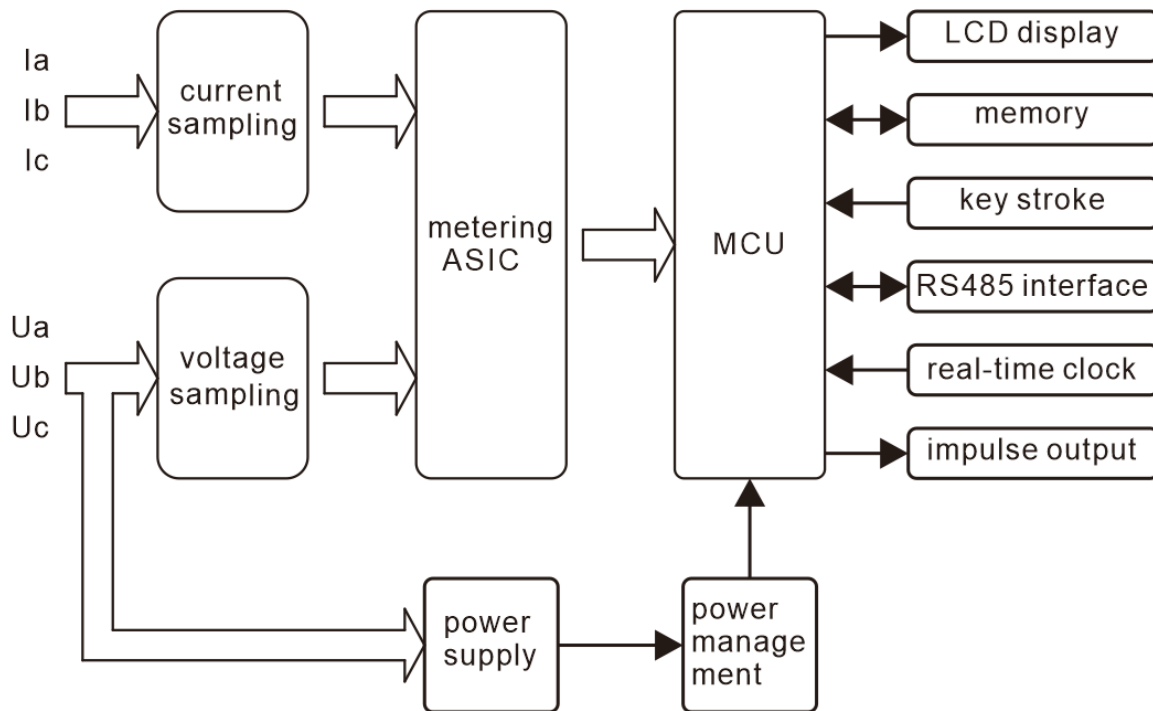 Ia
Ib
Ic
current
sampling
Ua
Ub
Uc
voltage
sampling
metering
ASIC
MCU
LCD display
memory
key stroke
RS485 interface
real-time clock
impulse output
power
supply
power
manage
ment